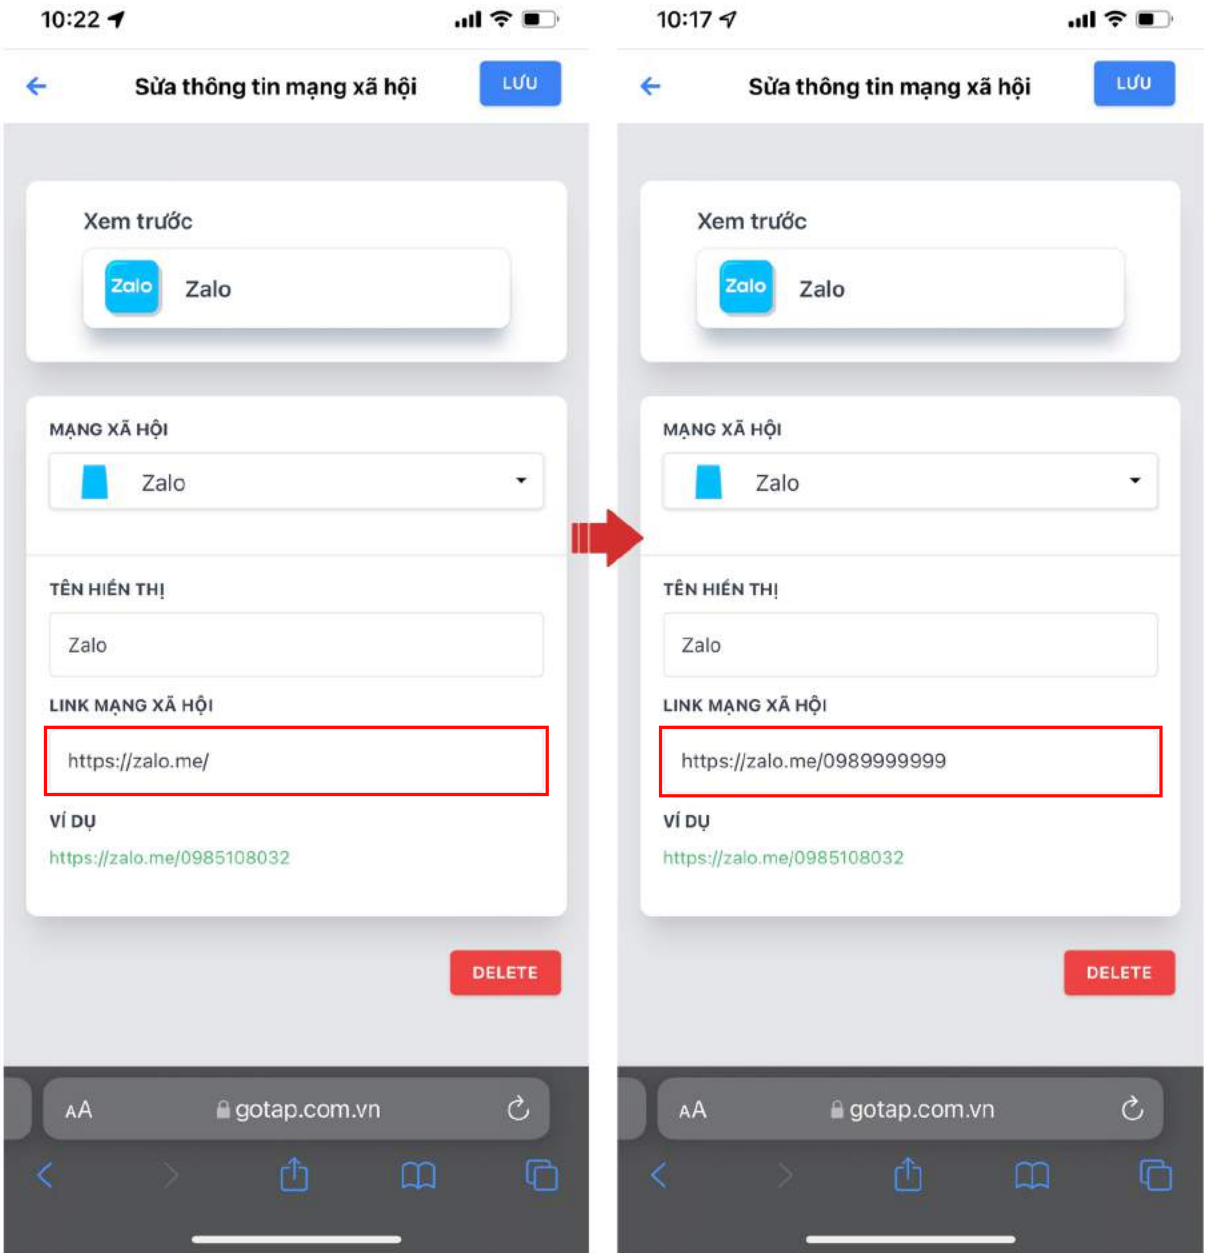 10:22
Sửa thông tin mạng xã hội
LƯU
Xem trước
Zalo
Zalo
MẠNG XÃ HỘI
Zalo
TÊN HIỂN THỊ
Zalo
LINK MẠNG XÃ HỘI
https://zalo.me/
VÍ DỤ
https://zalo.me/0985108032
DELETE
AA
gotap.com.vn
10:17
Sửa thông tin mạng xã hội
LƯU
Xem trước
Zalo
Zalo
MẠNG XÃ HỘI
Zalo
TÊN HIỂN THỊ
Zalo
LINK MẠNG XÃ HỘI
https://zalo.me/0989999999
VÍ DỤ
https://zalo.me/0985108032
DELETE
AA
gotap.com.vn